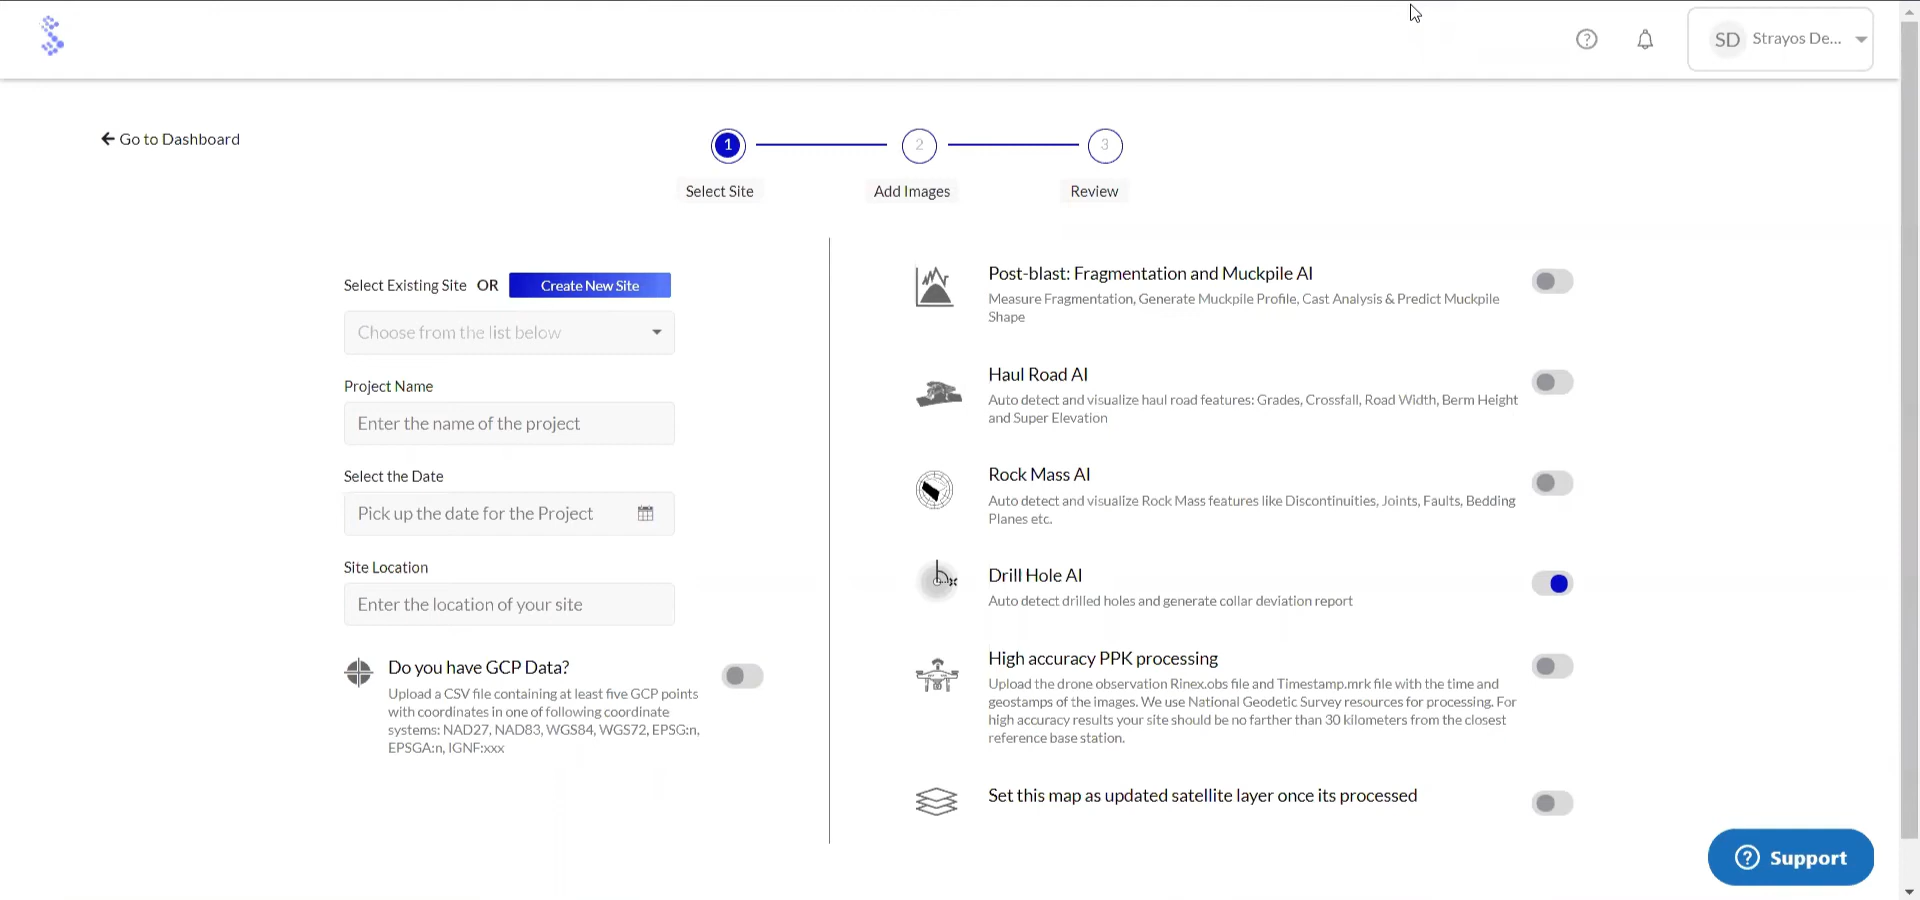 SD Strayos De...
Go to Dashboard
1
2
3
Select Site
Add Images
Review
Select Existing Site OR Create New Site
Choose from the list below
Project Name
Enter the name of the project
Select the Date
Pick up the date for the Project
Site Location
Enter the location of your site
Do you have GCP Data?
Upload a CSV file containing at least five GCP points
with coordinates in one of following coordinate
systems: NAD27, NAD83, WGS84, WGS72, EPSG:n,
EPSGA:n, IGNF:xxx
Post-blast: Fragmentation and Muckpile AI
Measure Fragmentation, Generate Muckpile Profile, Cast Analysis & Predict Muckpile
Shape
Haul Road AI
Auto detect and visualize haul road features: Grades, Crossfall, Road Width, Berm Height
and Super Elevation
Rock Mass AI
Auto detect and visualize Rock Mass features like Discontinuities, Joints, Faults, Bedding
Planes etc.
Drill Hole AI
Auto detect drilled holes and generate collar deviation report
High accuracy PPK processing
Upload the drone observation Rinex.obs file and Timestamp.mrk file with the time and
geostamps of the images. We use National Geodetic Survey resources for processing. For
high accuracy results your site should be no farther than 30 kilometers from the closest
reference base station.
Set this map as updated satellite layer once its processed
Support